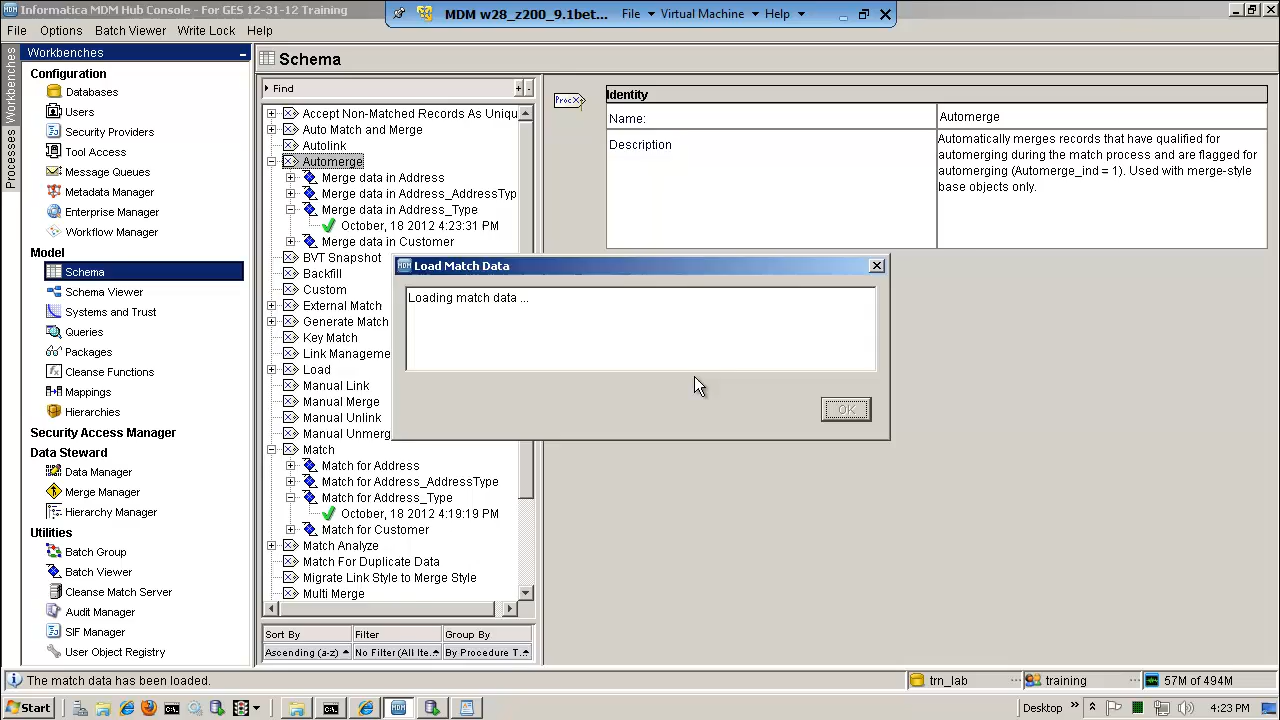 Informatica MDM Hub Console - For GES 12-31-12 Training
MDM w28_z200_9.1bet... File Virtual Machine Help
File Options Batch Viewer Write Lock Help
Workbenches
Processes
Workbenches
Configuration
Databases
Users
Security Providers
Tool Access
Message Queues
Metadata Manager
Enterprise Manager
Workflow Manager
Model
Schema
Schema Viewer
Systems and Trust
Queries
Packages
Cleanse Functions
Mappings
Hierarchies
Security Access Manager
Data Steward
Data Manager
Merge Manager
Hierarchy Manager
Utilities
Batch Group
Batch Viewer
Cleanse Match Server
Audit Manager
SIF Manager
User Object Registry
Schema
Find + -
Accept Non-Matched Records As Uniqu
Auto Match and Merge
Autolink
Automerge
Merge data in Address
Merge data in Address_AddressTyp
Merge data in Address_Type
October, 18 2012 4:23:31 PM
Merge data in Customer
BVT Snapshot
Backfill
Custom
External Match
Generate Match
Key Match
Link Manageme
Load
Manual Link
Manual Merge
Manual Unlink
Manual Unmerg
Match
Match for Address
Match for Address_AddressType
Match for Address_Type
October, 18 2012 4:19:19 PM
Match for Customer
Match Analyze
Match For Duplicate Data
Migrate Link Style to Merge Style
Multi Merge
Sort By Filter Group By
Ascending (a-z) No Filter (All Ite... By Procedure T...
Proc
Identity
Name: Automerge
Description
Automatically merges records that have qualified for
automerging during the match process and are flagged for
automerging (Automerge_ind = 1). Used with merge-style
base objects only.
MDM Load Match Data
Loading match data ...
OK
The match data has been loaded. trn_lab training 57M of 494M
Start Desktop 4:23 PM